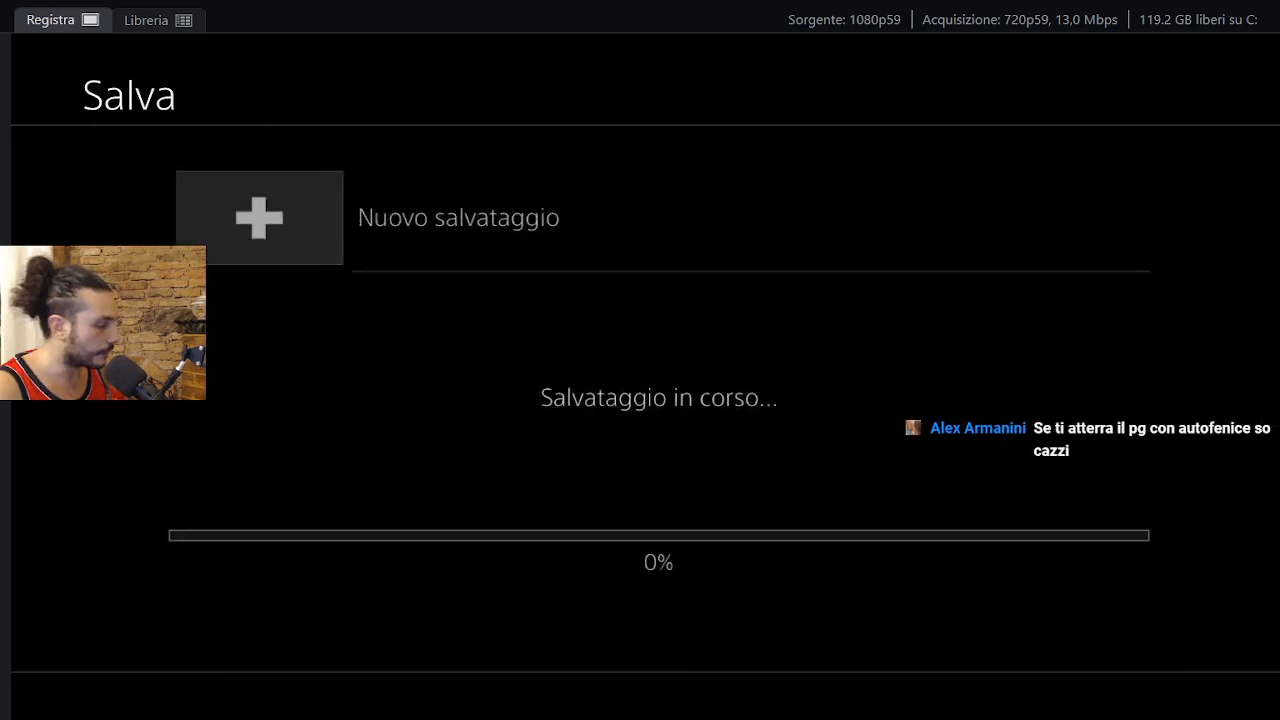 Registra
Libreria
Sorgente: 1080p59
Acquisizione: 720p59, 13,0 Mbps
119.2 GB liberi su C:
Salva
Nuovo salvataggio
Salvataggio in corso...
Alex Armanini Se ti atterra il pg con autofenice so
cazzi
0%